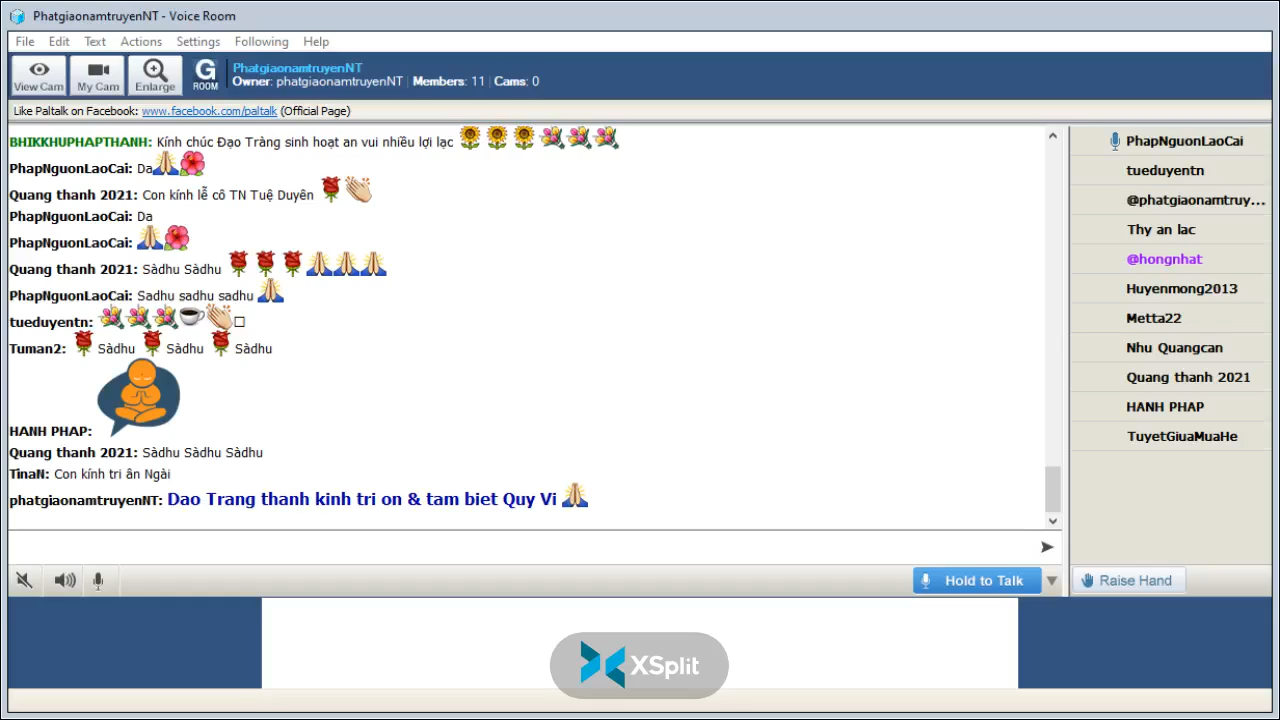 PhatgiaonamtruyenNT - Voice Room
File Edit Text Actions Settings Following Help
View Cam
My Cam
Enlarge
G ROOM
PhatgiaonamtruyenNT
Owner: phatgiaonamtruyenNT | Members: 11 | Cams: 0
Like Paltalk on Facebook: www.facebook.com/paltalk (Official Page)
BHIKKHUPHAPTHANH: Kính chúc Đạo Tràng sinh hoạt an vui nhiều lợi lạc
PhapNguonLaoCai: Da
Quang thanh 2021: Con kính lễ cô TN Tuệ Duyên
PhapNguonLaoCai: Da
PhapNguonLaoCai:
Quang thanh 2021: Sàdhu Sàdhu
PhapNguonLaoCai: Sadhu sadhu sadhu
tueduyentn:
Tuman2: Sàdhu Sàdhu Sàdhu
HANH PHAP:
Quang thanh 2021: Sàdhu Sàdhu Sàdhu
TinaN: Con kính tri ân Ngài
phatgiaonamtruyenNT: Dao Trang thanh kinh tri on & tam biet Quy Vi
PhapNguonLaoCai
tueduyentn
@phatgiaonamtruy...
Thy an lac
@hongnhat
Huyenmong2013
Metta22
Nhu Quangcan
Quang thanh 2021
HANH PHAP
TuyetGiuaMuaHe
Hold to Talk
Raise Hand
XSplit